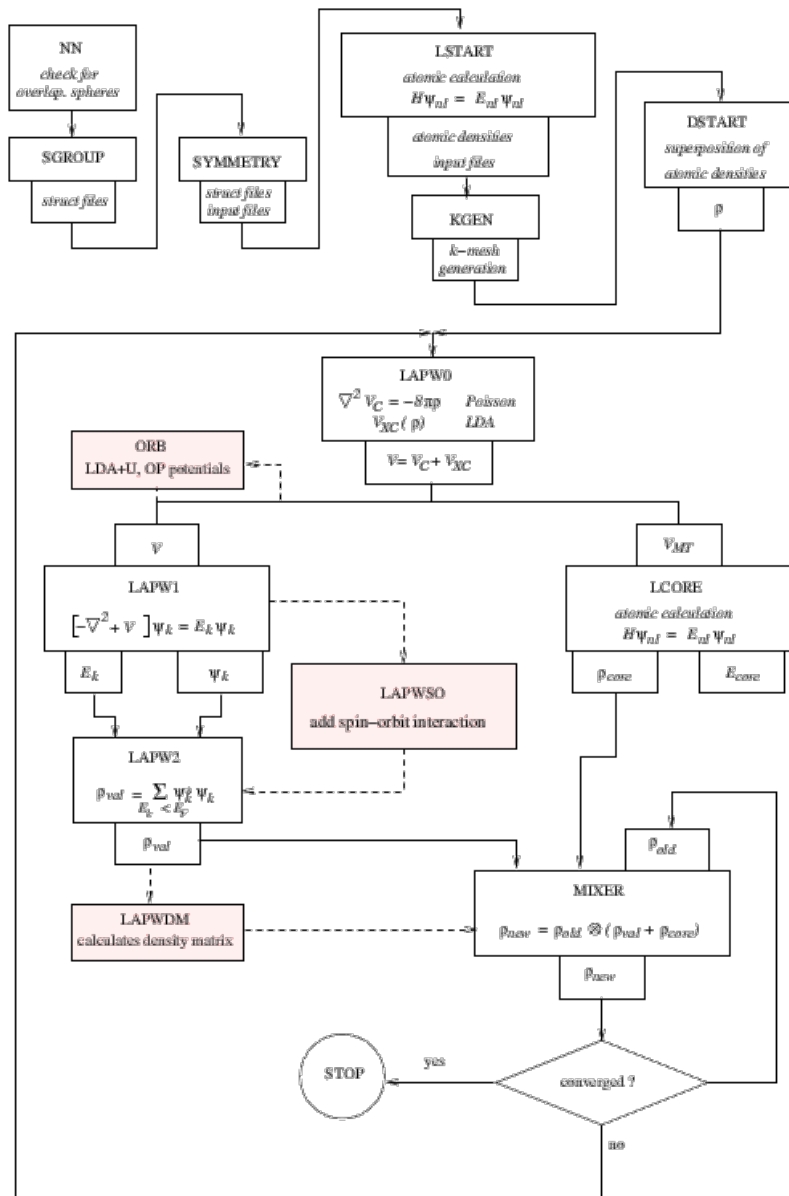 NN
check for
overlap. spheres
SGROUP
struct files
SYMMETRY
struct files
input files
LSTART
atomic calculation
Hψnl = Enl ψnl
atomic densities
input files
KGEN
k−mesh
generation
DSTART
superposition of
atomic densities
ρ
LAPW0
∇² VC = −8πρ Poisson
VXC(ρ) LDA
V = VC + VXC
ORB
LDA+U, OP potentials
V
VMT
LAPW1
[−∇² + V ] ψk = Ek ψk
Ek
ψk
LCORE
atomic calculation
Hψnl = Enl ψnl
ρcore
Ecore
LAPWSO
add spin−orbit interaction
LAPW2
ρval = Σ ψk* ψk
Ek < EF
ρval
ρold
LAPWDM
calculates density matrix
MIXER
ρnew = ρold ⊗ (ρval + ρcore)
ρnew
STOP
yes
converged ?
no